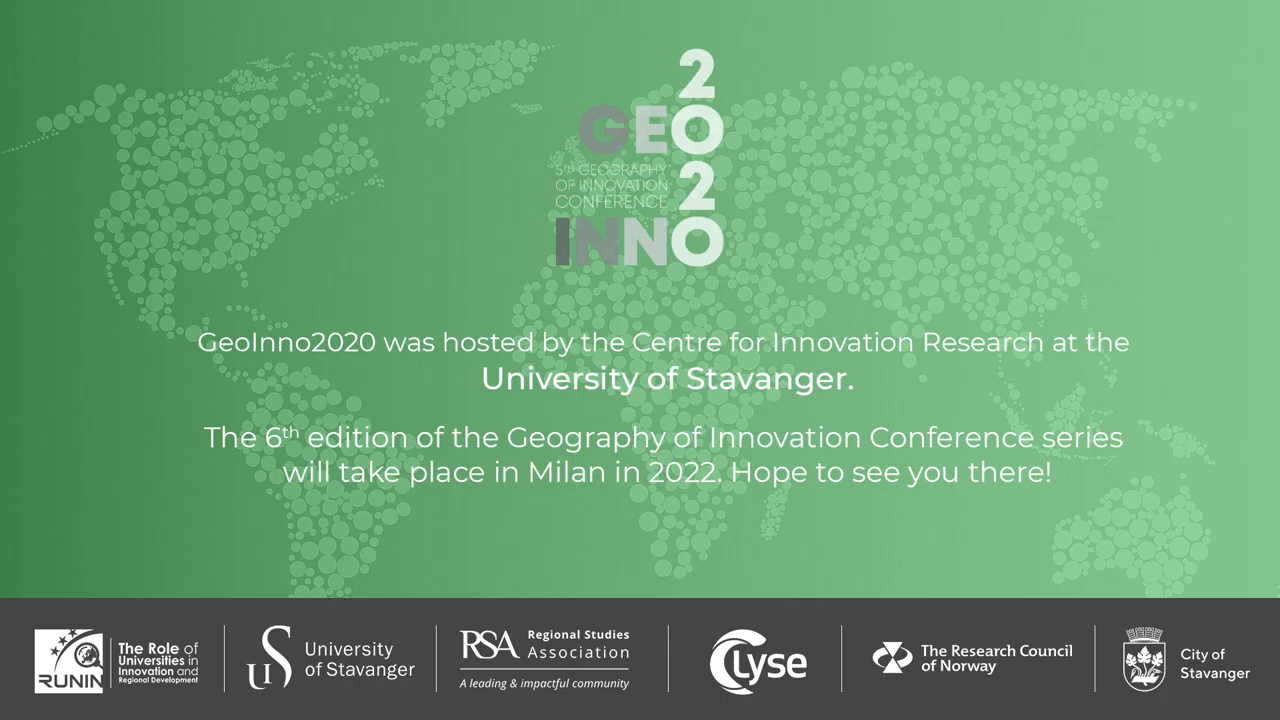 2
GEO
5TH GEOGRAPHY
OF INNOVATION
CONFERENCE
2
INNO
GeoInno2020 was hosted by the Centre for Innovation Research at the
University of Stavanger.
The 6th edition of the Geography of Innovation Conference series
will take place in Milan in 2022. Hope to see you there!
RUNIN
The Role of
Universities in
Innovation and
Regional Development
US
University
of Stavanger
RSA
Regional Studies
Association
A leading & impactful community
Lyse
The Research Council
of Norway
City of
Stavanger